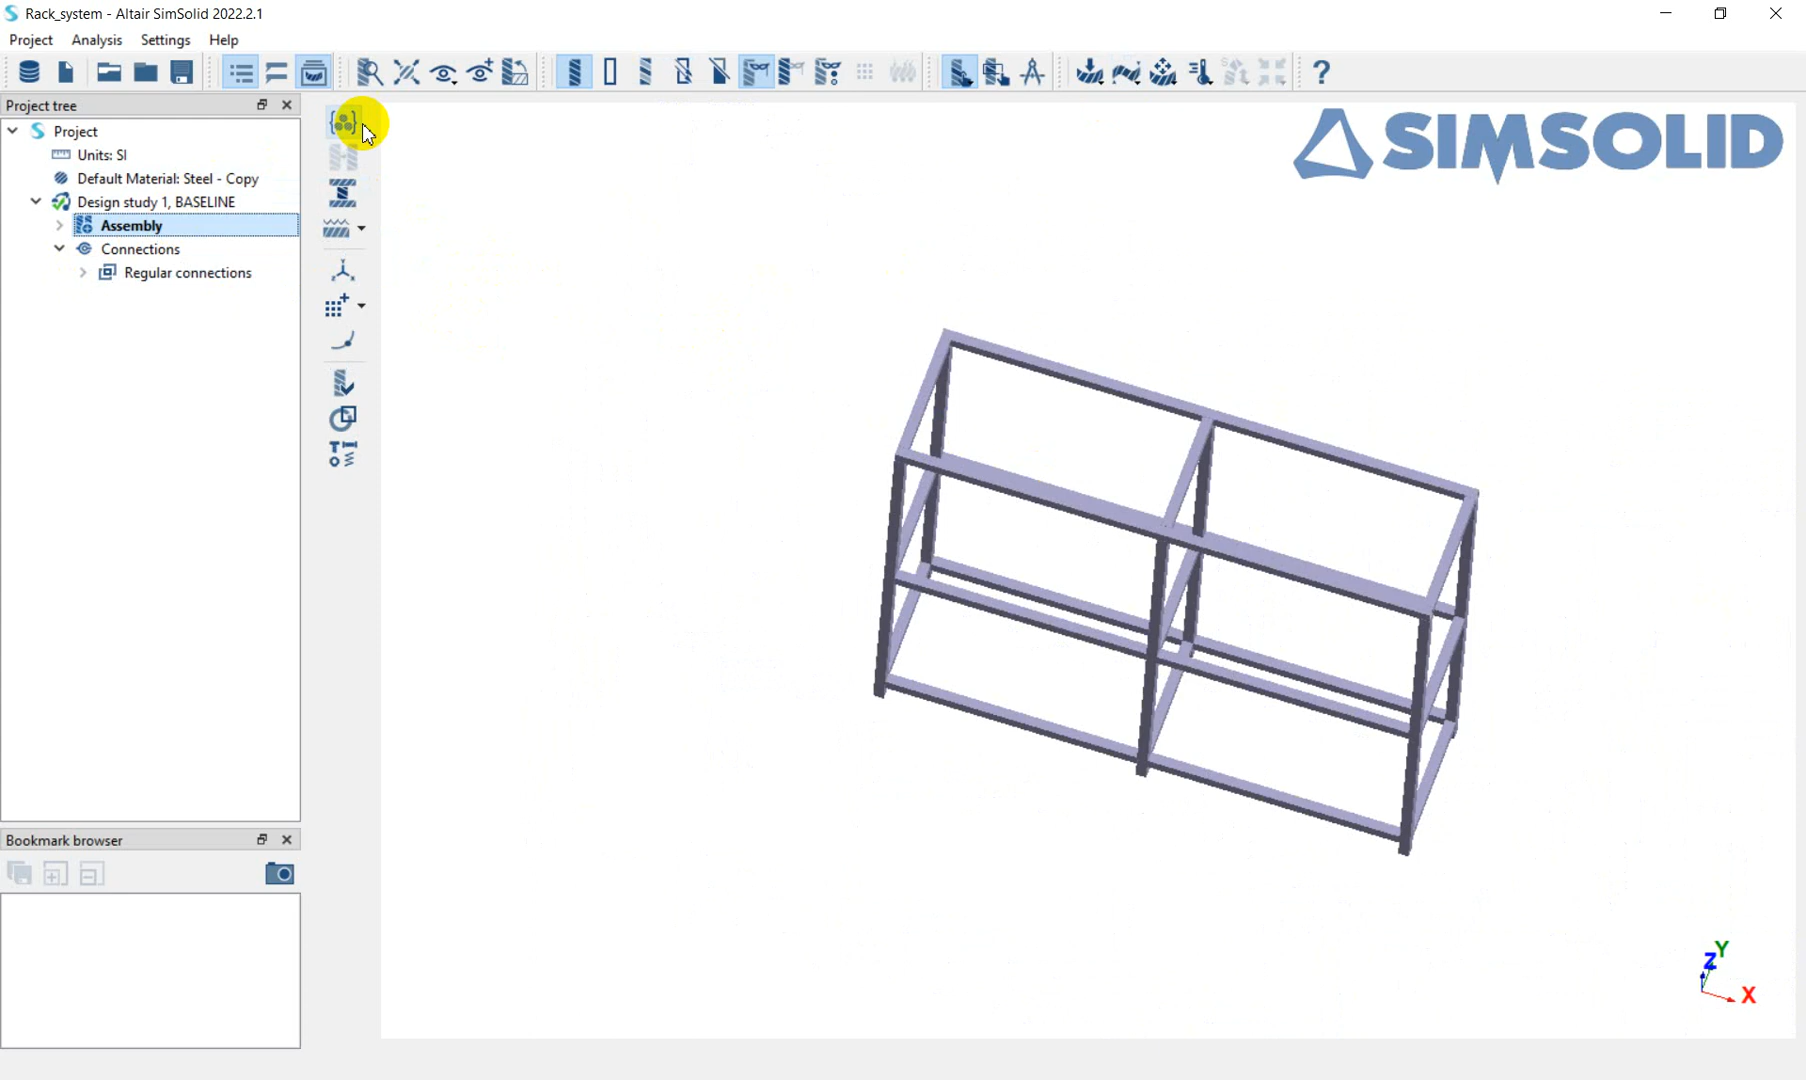 Rack_system - Altair SimSolid 2022.2.1
Project Analysis Settings Help
Project tree
Project
Units: SI
Default Material: Steel - Copy
Design study 1, BASELINE
Assembly
Connections
Regular connections
Bookmark browser
SIMSOLID
Y
Z
X